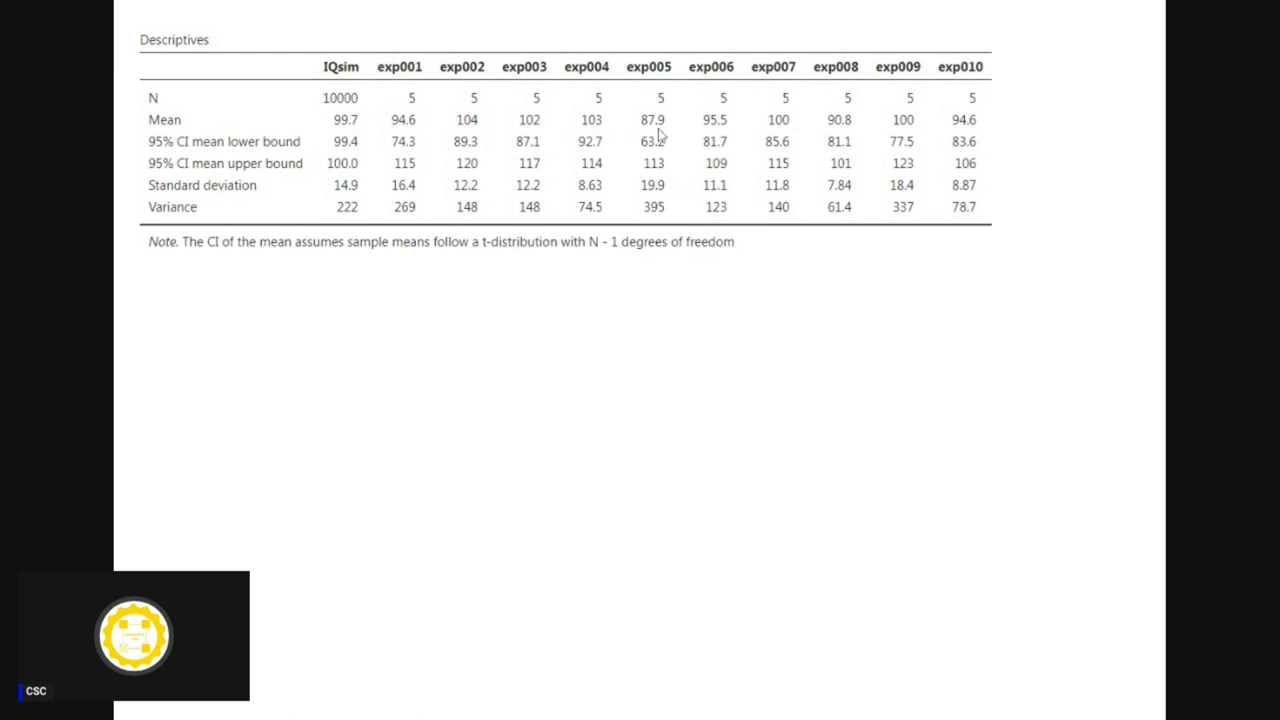 Descriptives
IQsim exp001 exp002 exp003 exp004 exp005 exp006 exp007 exp008 exp009 exp010
N 10000 5 5 5 5 5 5 5 5 5 5
Mean 99.7 94.6 104 102 103 87.9 95.5 100 90.8 100 94.6
95% CI mean lower bound 99.4 74.3 89.3 87.1 92.7 81.7 85.6 81.1 77.5 83.6
95% CI mean upper bound 100.0 115 120 117 114 113 109 115 101 123 106
Standard deviation 14.9 16.4 12.2 12.2 8.63 19.9 11.1 11.8 7.84 18.4 8.87
Variance 222 269 148 148 74.5 395 123 140 61.4 337 78.7
Note. The CI of the mean assumes sample means follow a t-distribution with N - 1 degrees of freedom
CSC